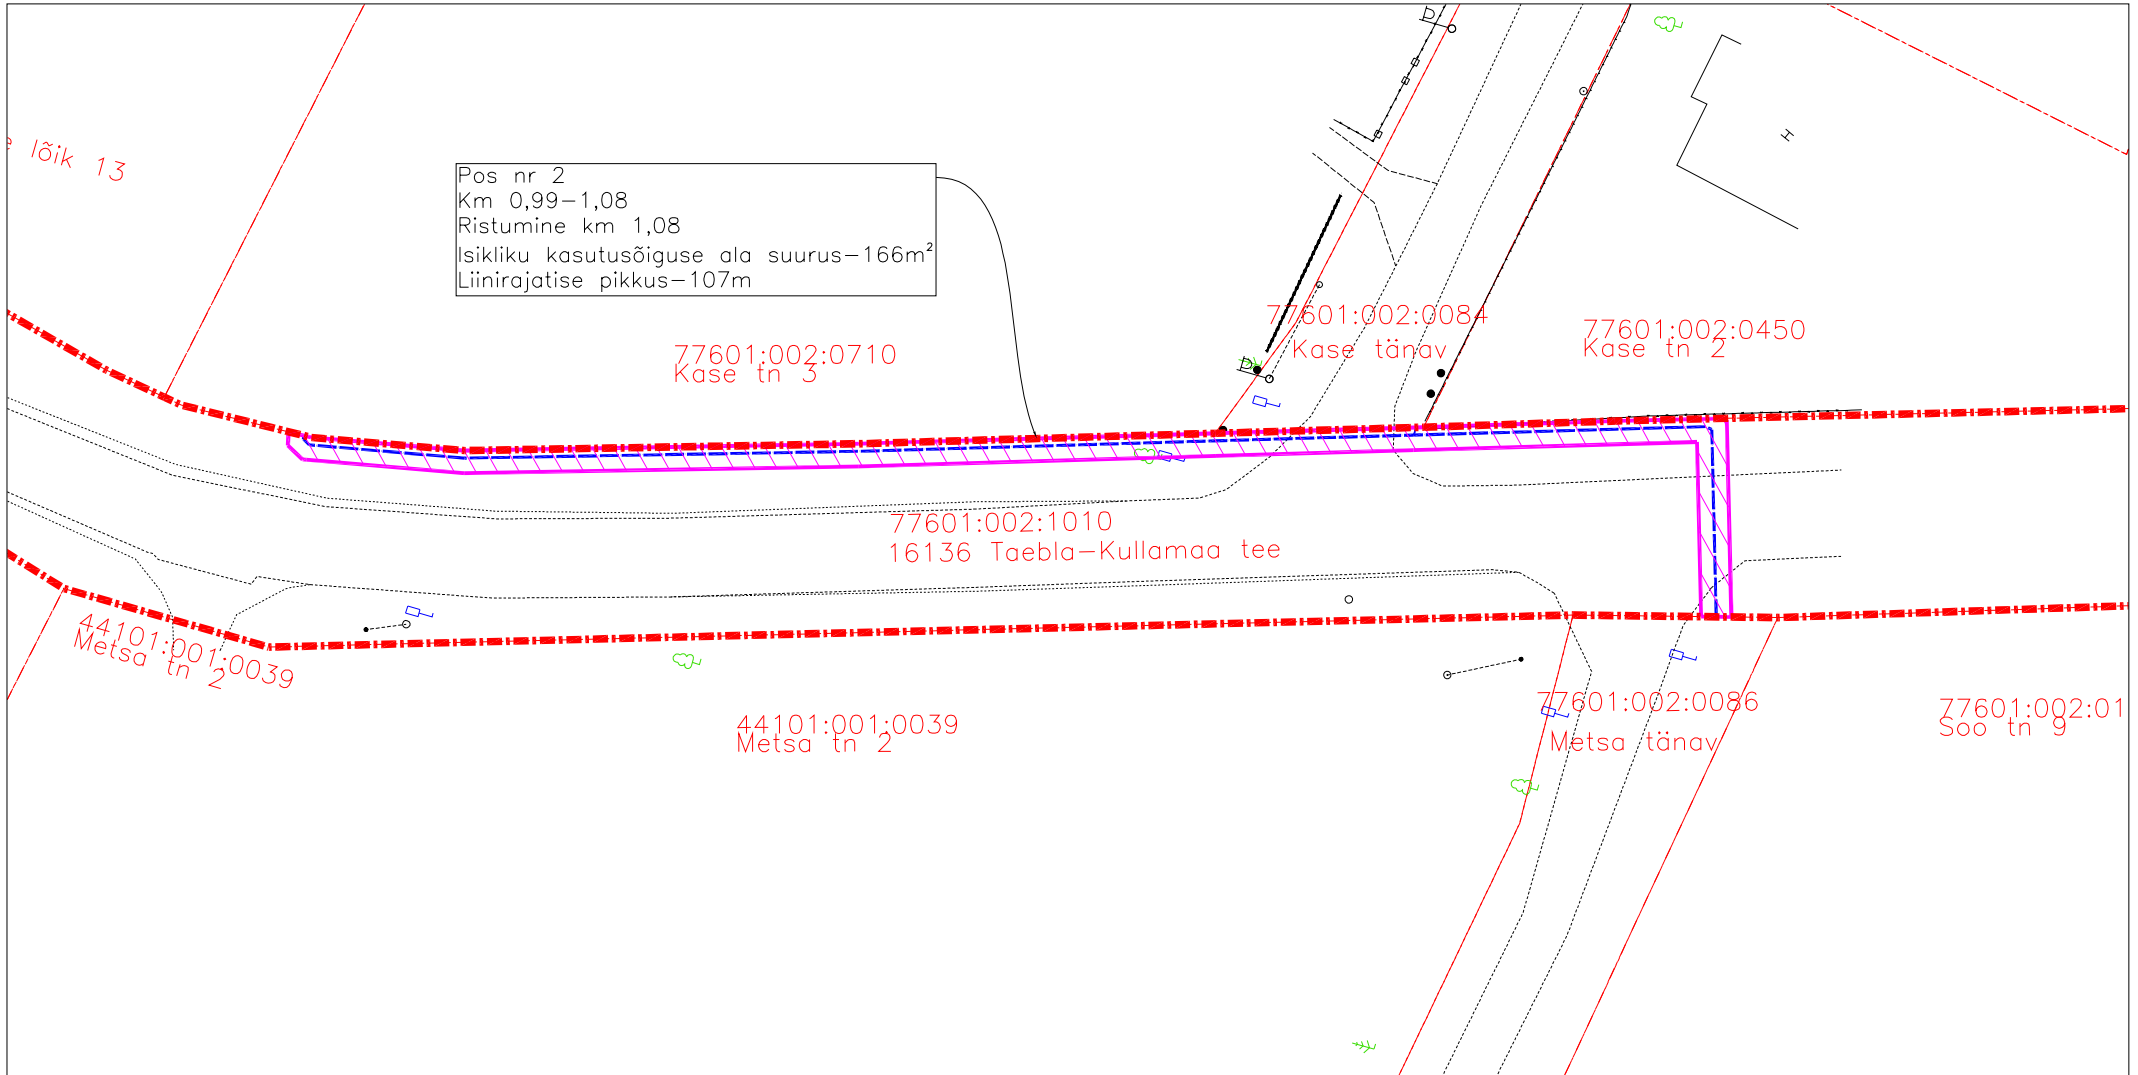 lõik 13
Pos nr 2
Km 0,99-1,08
Ristumine km 1,08
Isikliku kasutusõiguse ala suurus-166m²
Liinirajatise pikkus-107m
H
77601:002:0710
Kase tn 3
77601:002:0084
Kase tänav
77601:002:0450
Kase tn 2
77601:002:1010
16136 Taebla-Kullamaa tee
44101:001:0039
Metsa tn 2
44101:001:0039
Metsa tn 2
77601:002:0086
Metsa tänav
77601:002:01
Soo tn 9